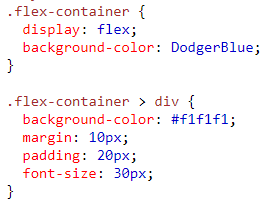 .flex-container {
  display: flex;
  background-color: DodgerBlue;
}

.flex-container > div {
  background-color: #f1f1f1;
  margin: 10px;
  padding: 20px;
  font-size: 30px;
}